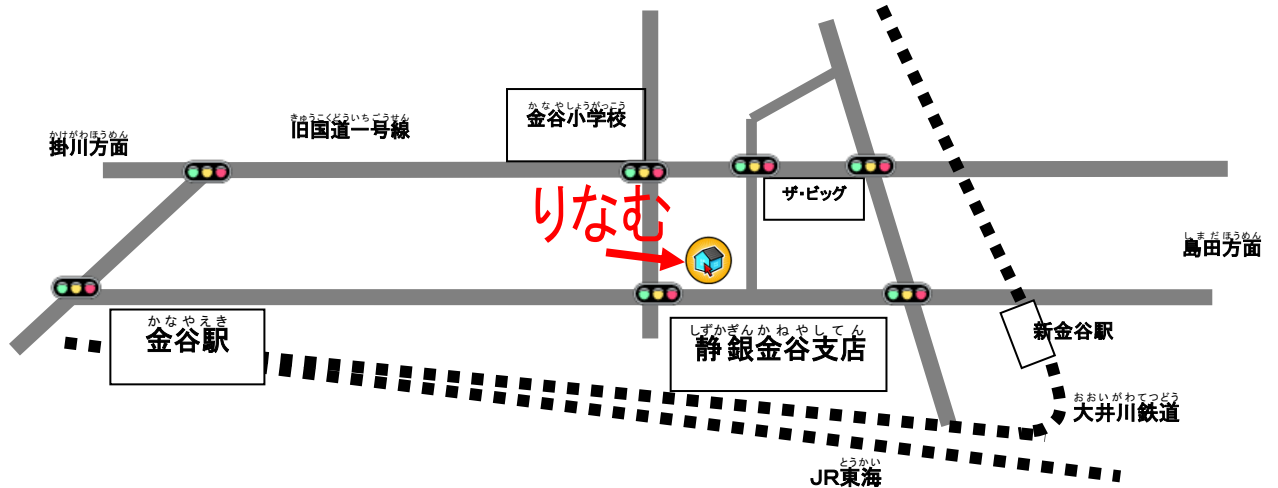 かなやしょうがっこう
金谷小学校
きゅうこくどういちごうせん
旧国道一号線
かけがわほうめん
掛川方面
ザ・ビッグ
りなむ
しまだほうめん
島田方面
かなやえき
金谷駅
しずかぎんかねやしてん
静銀金谷支店
新金谷駅
おおいがわてつどう
大井川鉄道
とうかい
JR東海